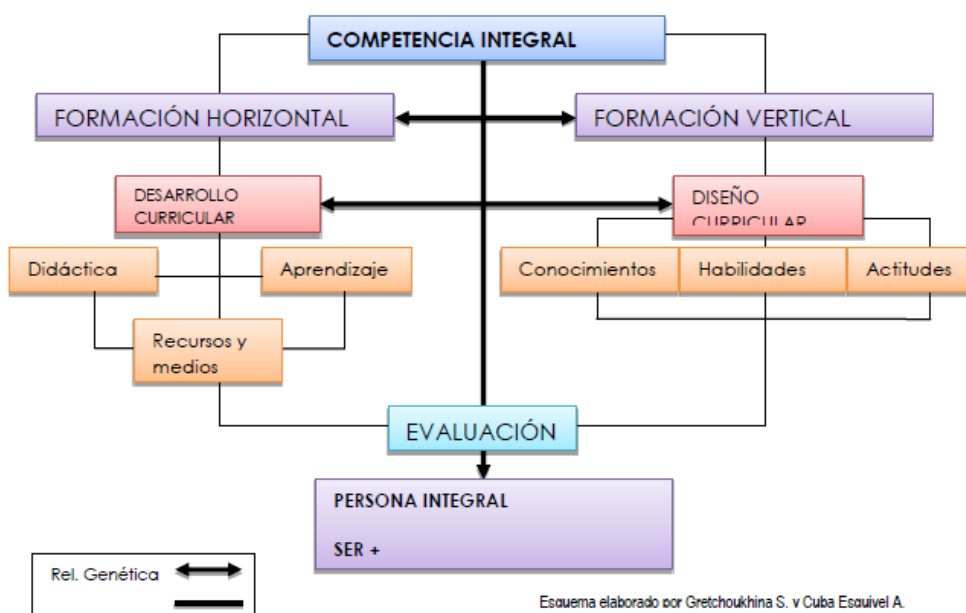 COMPETENCIA INTEGRAL
FORMACIÓN HORIZONTAL
FORMACIÓN VERTICAL
DESARROLLO
CURRICULAR
DISEÑO
CURRICULAR
Didáctica
Aprendizaje
Conocimientos
Habilidades
Actitudes
Recursos y
medios
EVALUACIÓN
PERSONA INTEGRAL
SER +
Rel. Genética
Esquema elaborado por Gretchoukhina S. y Cuba Esquivel A.